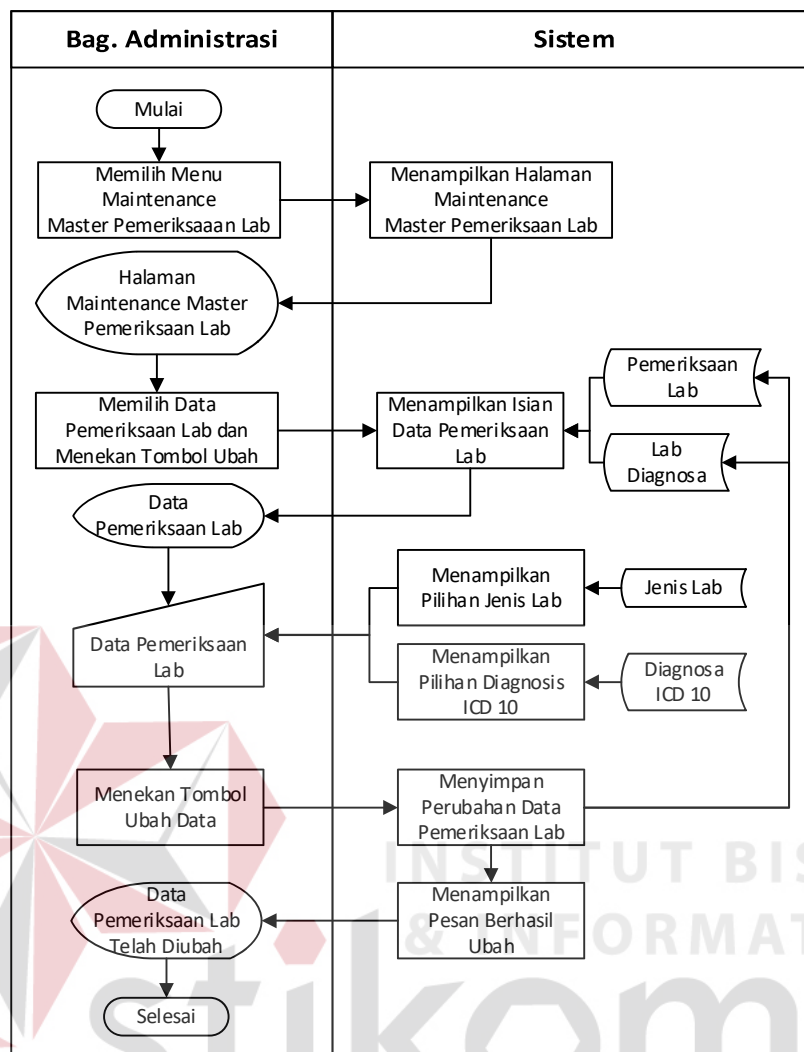 Bag. Administrasi
Sistem
Mulai
Memilih Menu
Maintenance
Master Pemeriksaaan Lab
Menampilkan Halaman
Maintenance
Master Pemeriksaan Lab
Halaman
Maintenance Master
Pemeriksaan Lab
Memilih Data
Pemeriksaan Lab dan
Menekan Tombol Ubah
Menampilkan Isian
Data Pemeriksaan
Lab
Pemeriksaan
Lab
Lab
Diagnosa
Data
Pemeriksaan Lab
Menampilkan
Pilihan Jenis Lab
Jenis Lab
Data Pemeriksaan
Lab
Menampilkan
Pilihan Diagnosis
ICD 10
Diagnosa
ICD 10
Menekan Tombol
Ubah Data
Menyimpan
Perubahan Data
Pemeriksaan Lab
Menampilkan
Pesan Berhasil
Ubah
Data
Pemeriksaan Lab
Telah Diubah
Selesai
INSTITUT BIS
& INFORMAT
stikom